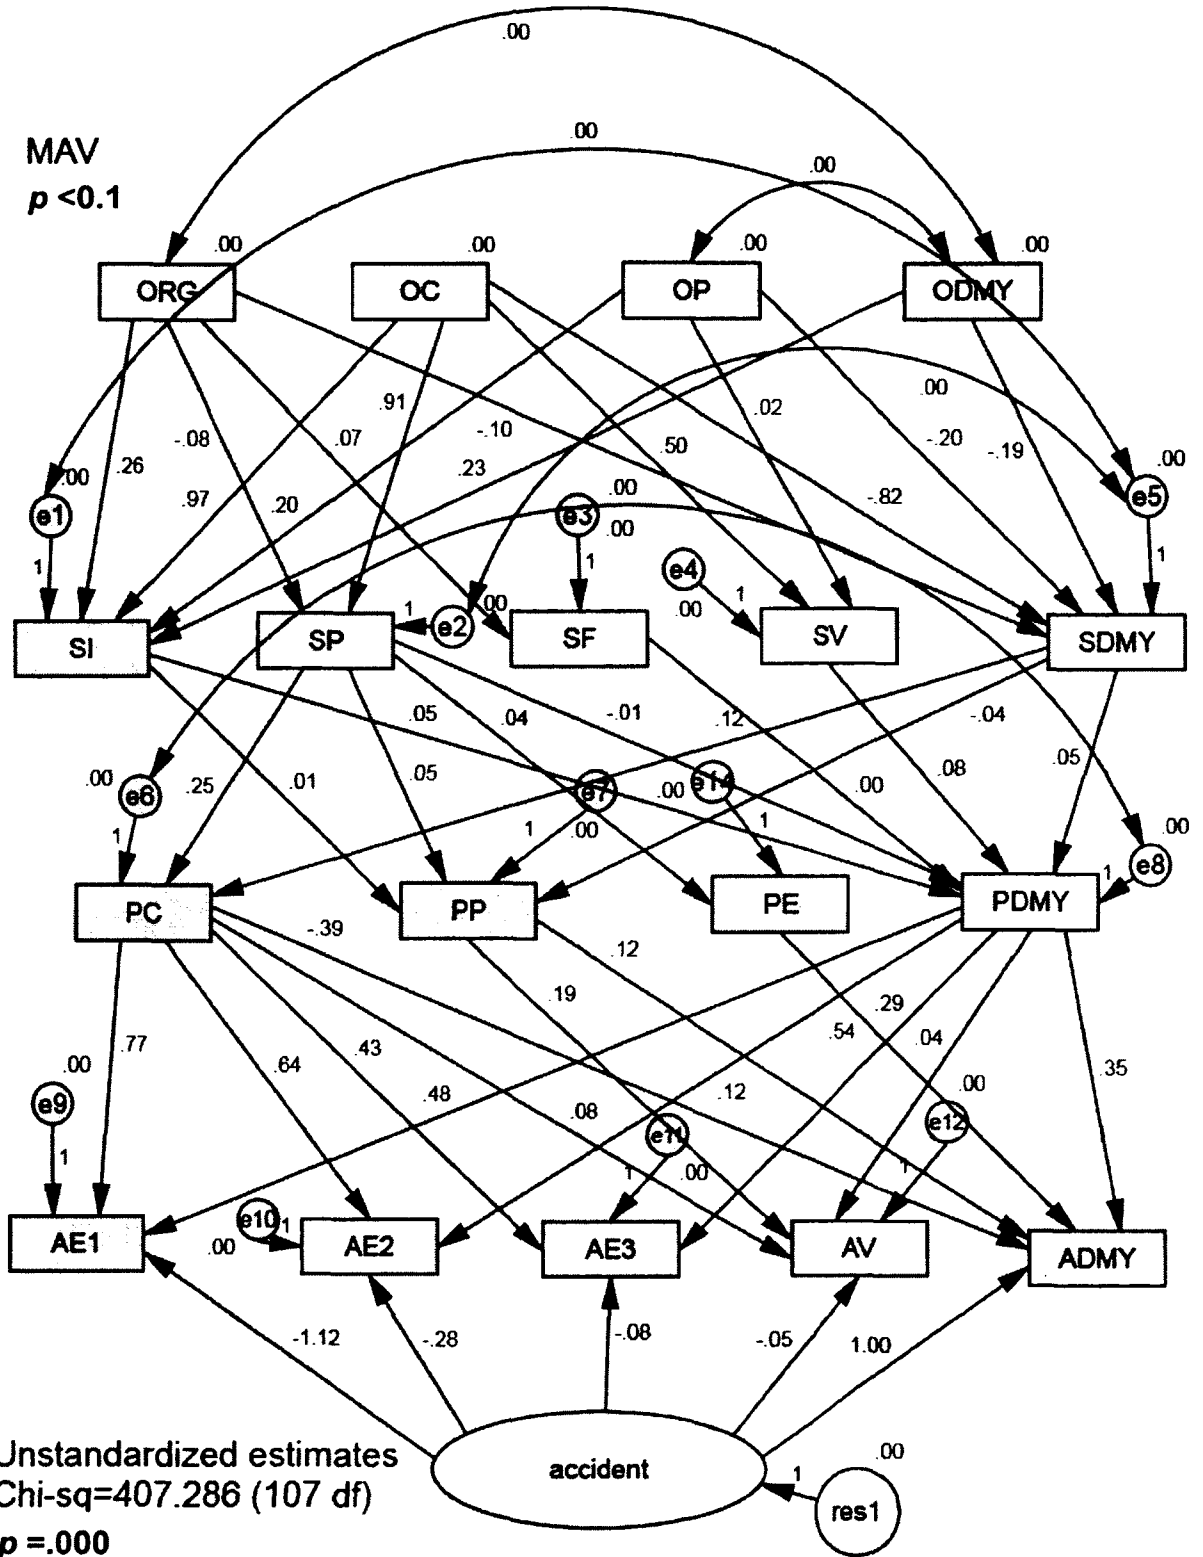 .00
.00
MAV
.00
p <0.1
.00 .00 .00 .00
ORG OC OP ODMY
.91 .02 .00
-.08 .07 -.10 .50 -.20 -.19
.26 .23 .00
.00 .97 .20 .00 -.82
e1 e3 .00 e5
1 1 e4 1 1
.00 .00
1 e2
SI SP SF SV SDMY
.05 .04 -.01 .12 -.04
.00 e6 .25 .01 .05 e7 .00 e14 .00 .08 .05
1 1 .00 1 .00
1 e8
PC PP PE PDMY
-.39 .12
.19 .29
.77 .64 .43 .54 .04 .35
.00 .48 .12 .00
e9 .08 e11 e12
1 1 .00 1
e10 1
.00
AE1 AE2 AE3 AV ADMY
-1.12 -.28 -.08 -.05 1.00
Unstandardized estimates
accident 1 .00
Chi-sq=407.286 (107 df)
res1
p =.000